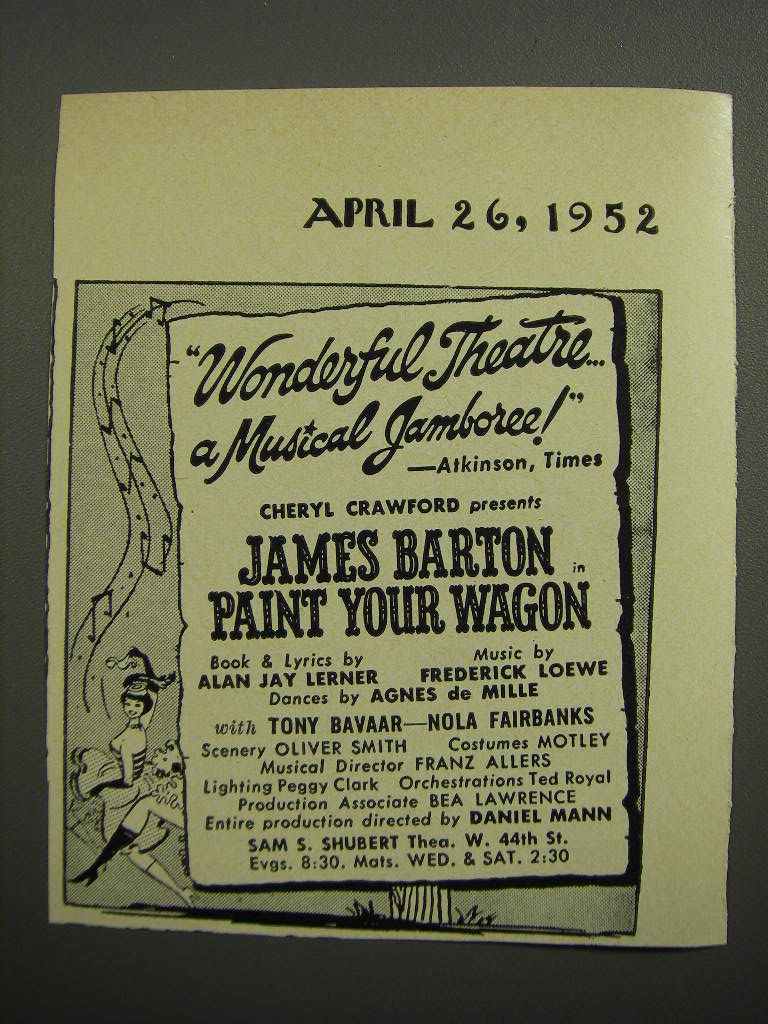 APRIL 26, 1952
"Wonderful Theatre...
a Musical Jamboree!"
—Atkinson, Times
CHERYL CRAWFORD presents
JAMES BARTON in
PAINT YOUR WAGON
Book & Lyrics by Music by
ALAN JAY LERNER FREDERICK LOEWE
Dances by AGNES de MILLE
with TONY BAVAAR—NOLA FAIRBANKS
Scenery OLIVER SMITH Costumes MOTLEY
Musical Director FRANZ ALLERS
Lighting Peggy Clark Orchestrations Ted Royal
Production Associate BEA LAWRENCE
Entire production directed by DANIEL MANN
SAM S. SHUBERT Thea. W. 44th St.
Evgs. 8:30. Mats. WED. & SAT. 2:30